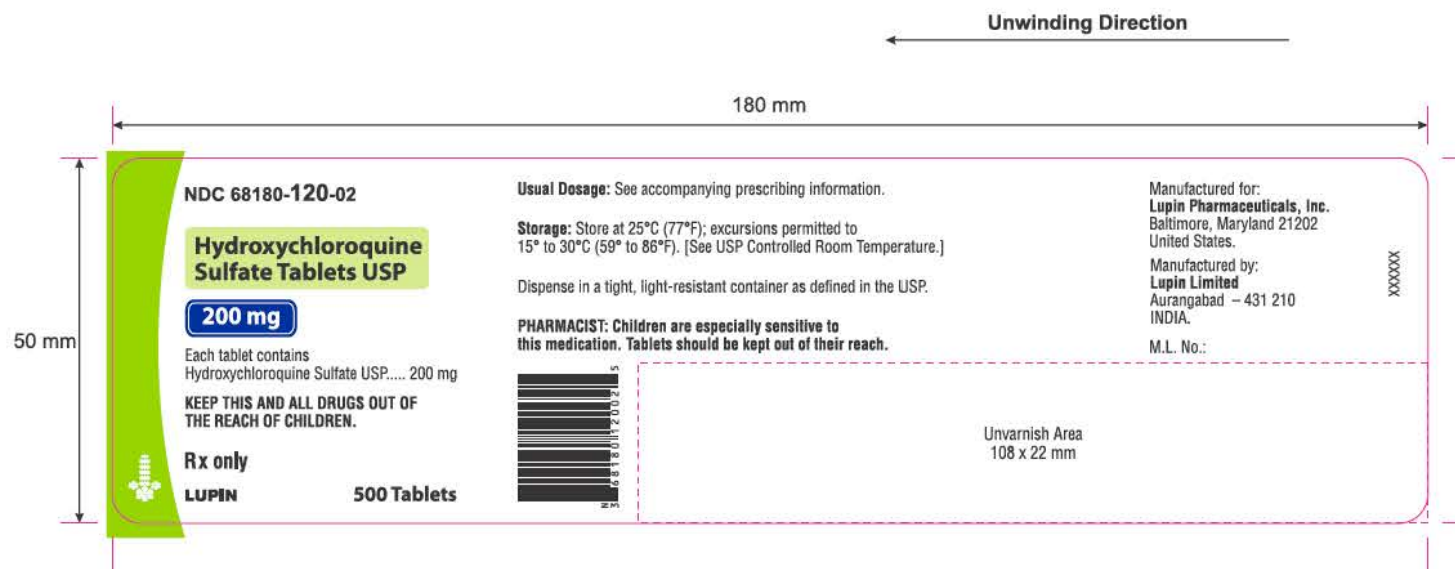 Unwinding Direction
180 mm
50 mm
NDC 68180-120-02
Hydroxychloroquine
Sulfate Tablets USP
200 mg
Each tablet contains
Hydroxychloroquine Sulfate USP..... 200 mg
KEEP THIS AND ALL DRUGS OUT OF
THE REACH OF CHILDREN.
Rx only
LUPIN
500 Tablets
Usual Dosage: See accompanying prescribing information.
Storage: Store at 25°C (77°F); excursions permitted to
15° to 30°C (59° to 86°F). [See USP Controlled Room Temperature.]
Dispense in a tight, light-resistant container as defined in the USP.
PHARMACIST: Children are especially sensitive to
this medication. Tablets should be kept out of their reach.
N 3 68180 12002 5
Unvarnish Area
108 x 22 mm
Manufactured for:
Lupin Pharmaceuticals, Inc.
Baltimore, Maryland 21202
United States.
Manufactured by:
Lupin Limited
Aurangabad – 431 210
INDIA.
M.L. No.:
XXXXXX